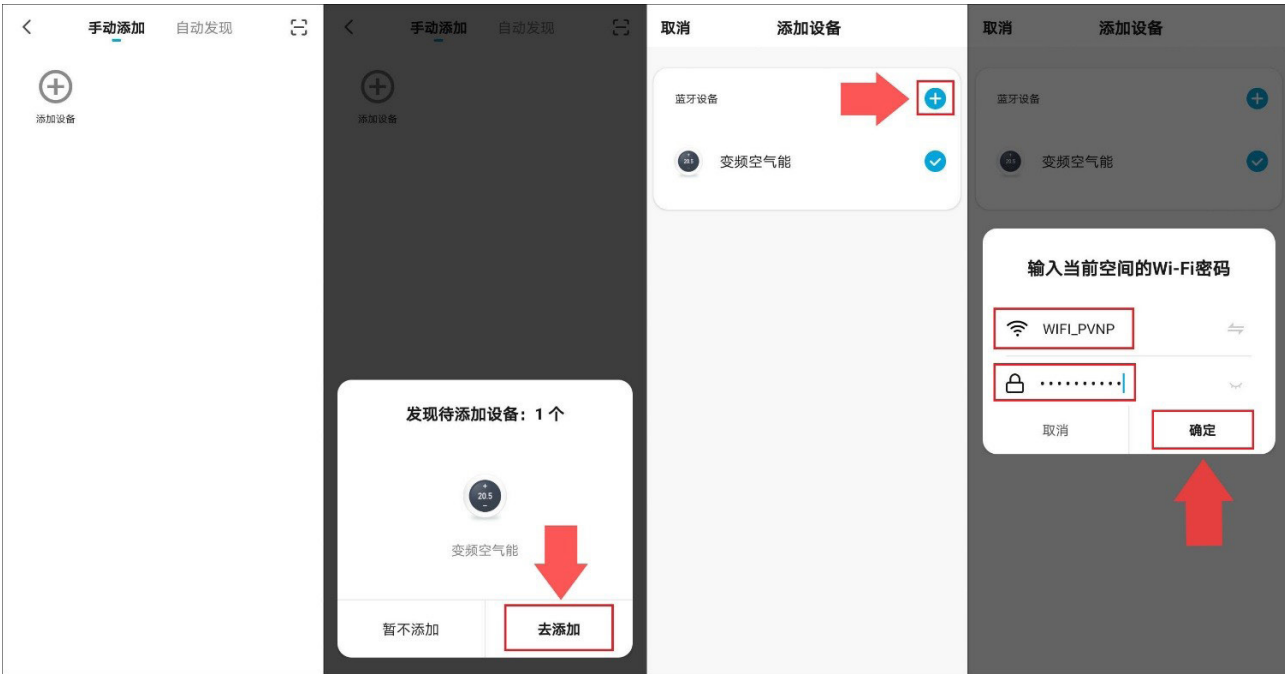 手动添加
自动发现
添加设备
手动添加
自动发现
添加设备
发现待添加设备：1 个
20.5
变频空气能
暂不添加
去添加
取消
添加设备
蓝牙设备
20.5
变频空气能
取消
添加设备
蓝牙设备
20.5
变频空气能
输入当前空间的Wi-Fi密码
WIFI_PVNP
取消
确定